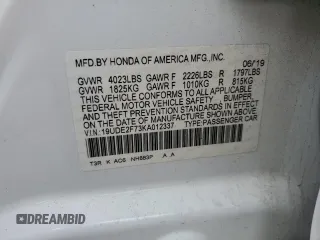 MFD.BY HONDA OF AMERICA MFG.,INC. 06/19
GVWR 4023LBS GAWR F 2226LBS R 1797LBS
GVWR 1825KG GAWR F 1010KG R 815KG
THIS VEHICLE CONFORMS TO ALL APPLICABLE
FEDERAL MOTOR VEHICLE SAFETY, BUMPER,
AND THEFT PREVENTION STANDARDS IN EFFECT
ON THE DATE OF MANUFACTURE SHOWN ABOVE.
V.I.N: 19UDE2F73KA012337 TYPE: PASSENGER CAR
T3R K AC6 NH883P A A
© DREAMBID.COM